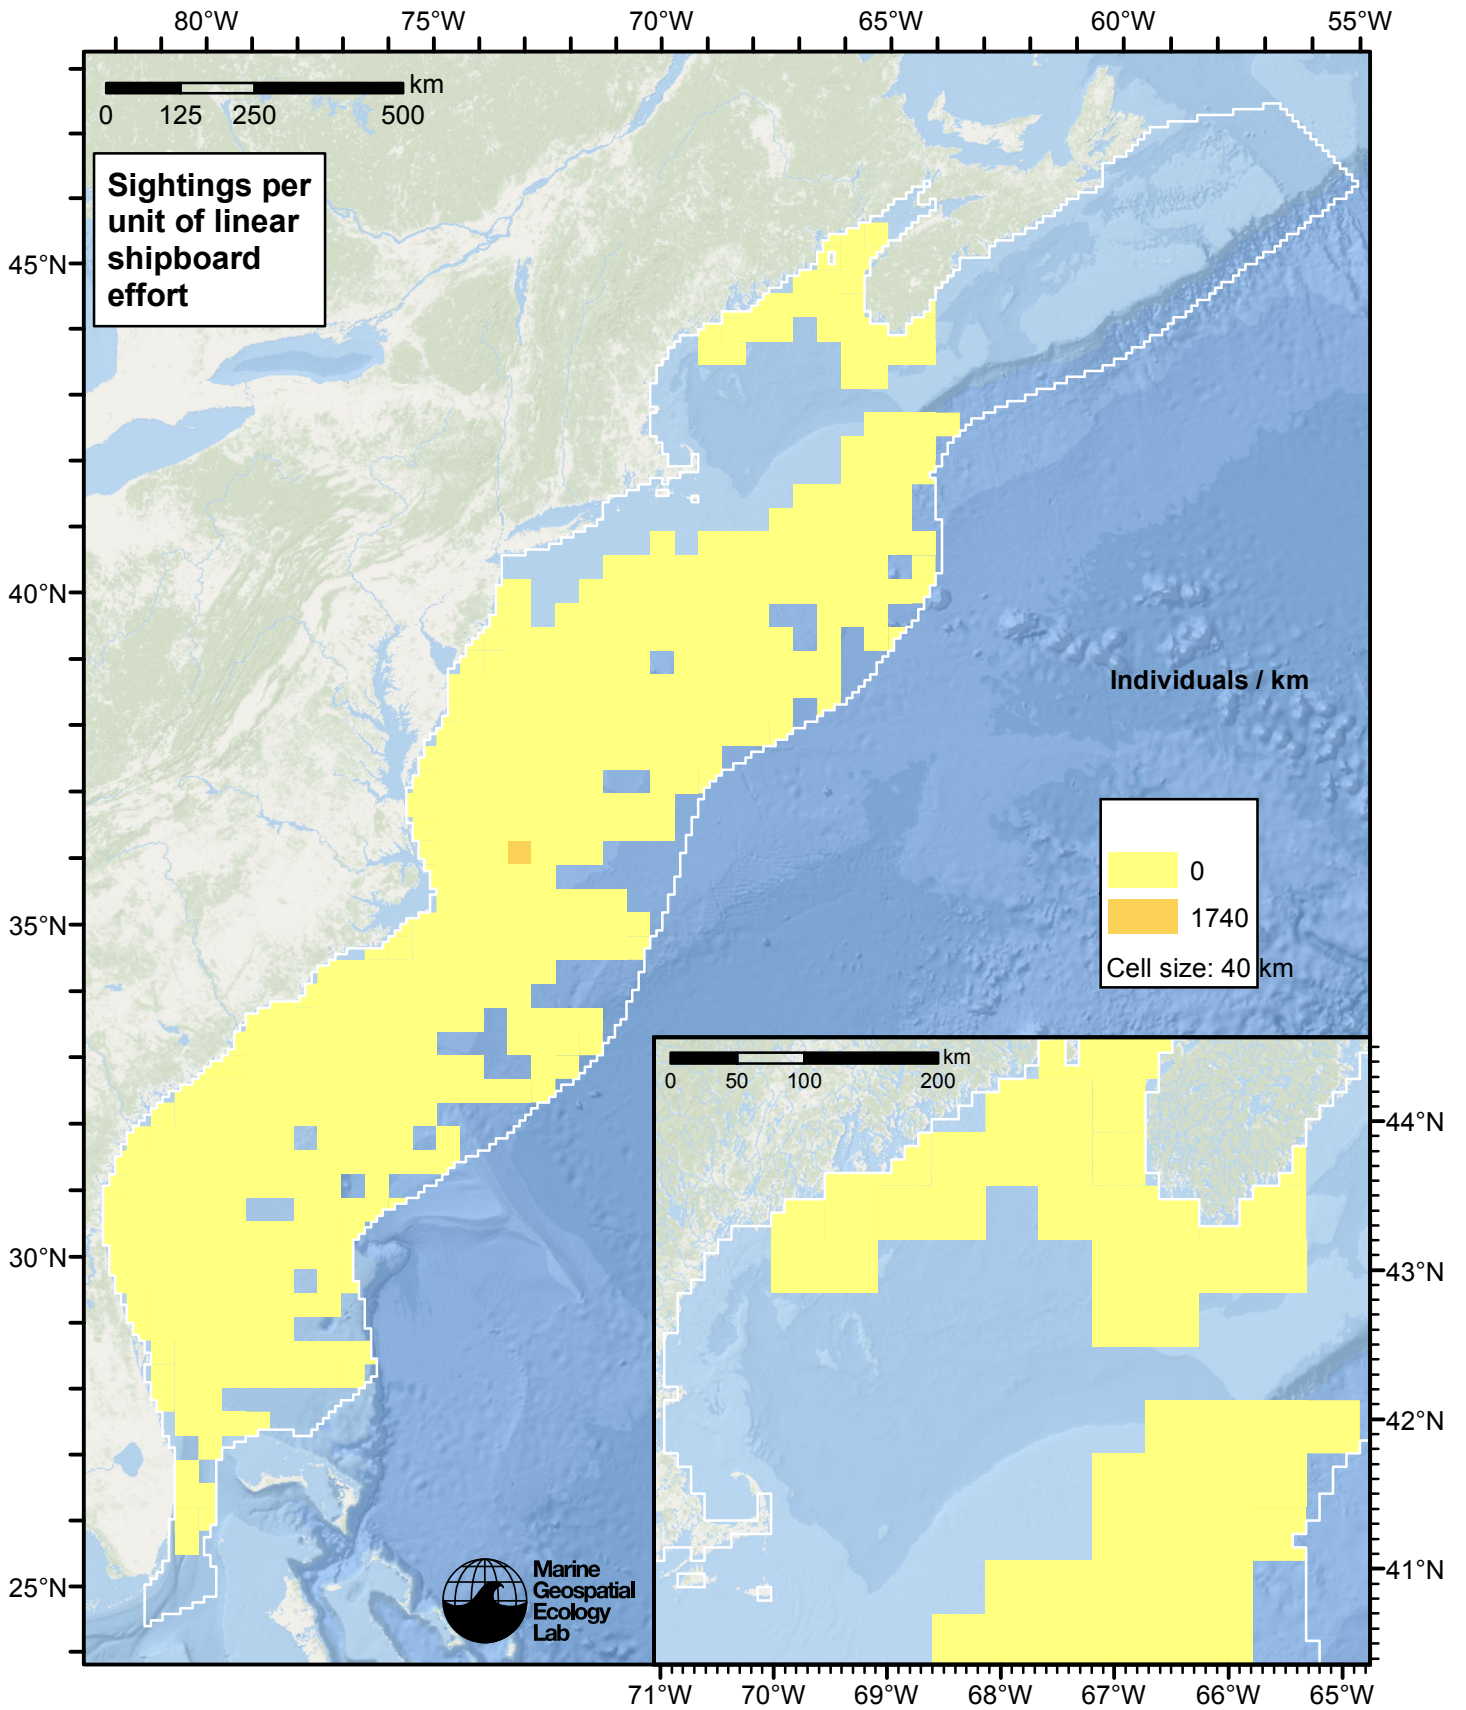 80°W 75°W 70°W 65°W 60°W 55°W
km
0 125 250 500
Sightings per
unit of linear
shipboard
effort
45°N
40°N
35°N
30°N
25°N
Individuals / km
0
1740
Cell size: 40 km
km
0 50 100 200
44°N
43°N
42°N
41°N
Marine
Geospatial
Ecology
Lab
71°W 70°W 69°W 68°W 67°W 66°W 65°W